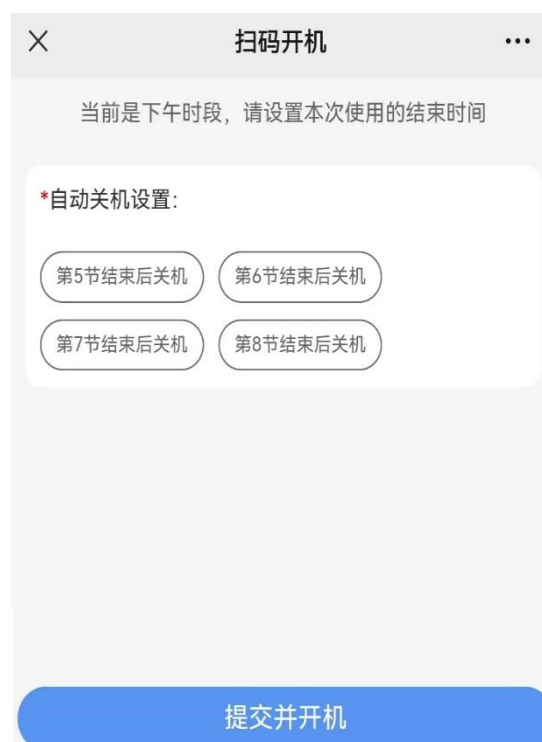 扫码开机
当前是下午时段，请设置本次使用的结束时间
*自动关机设置：
第5节结束后关机 第6节结束后关机
第7节结束后关机 第8节结束后关机
提交并开机